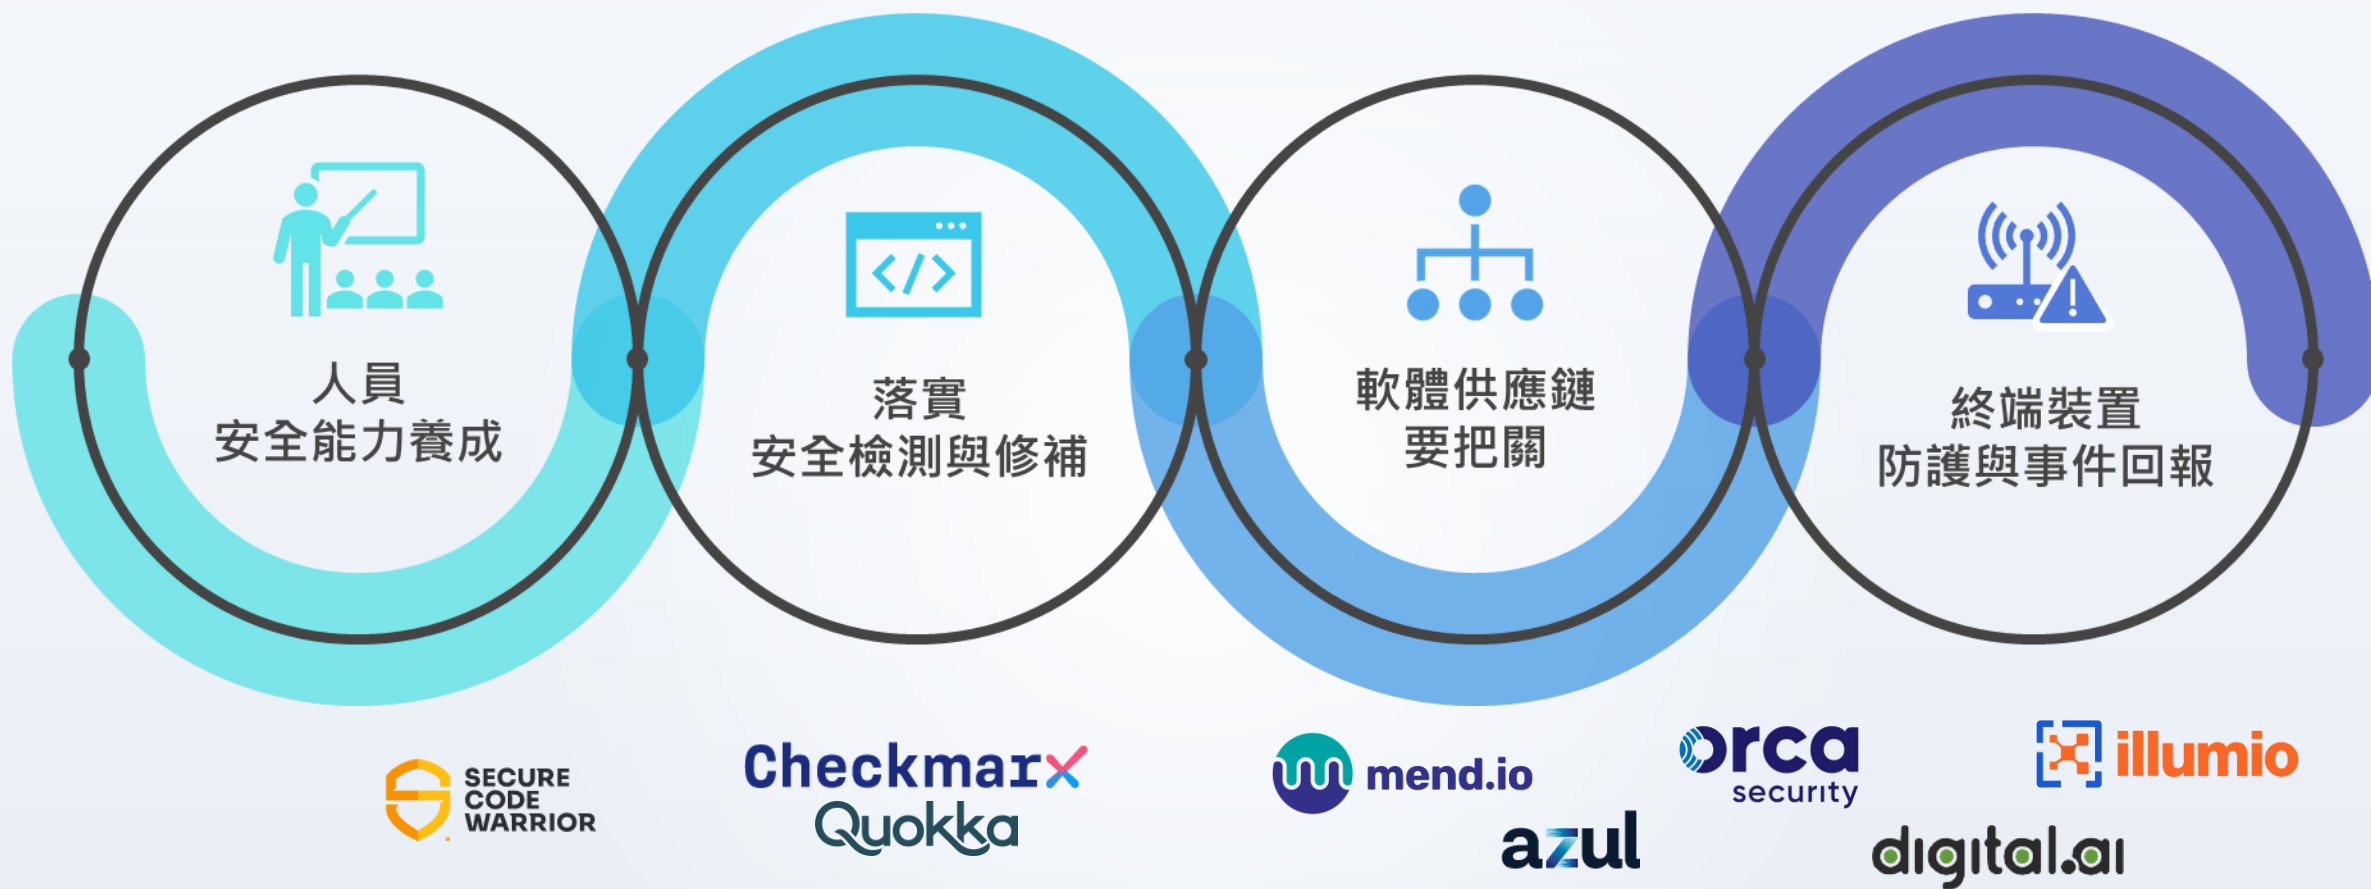 人員
安全能力養成
落實
安全檢測與修補
軟體供應鏈
要把關
終端裝置
防護與事件回報
SECURE
CODE
WARRIOR
Checkmarx
Quokka
mend.io
azul
orca
security
illumio
digital.ai